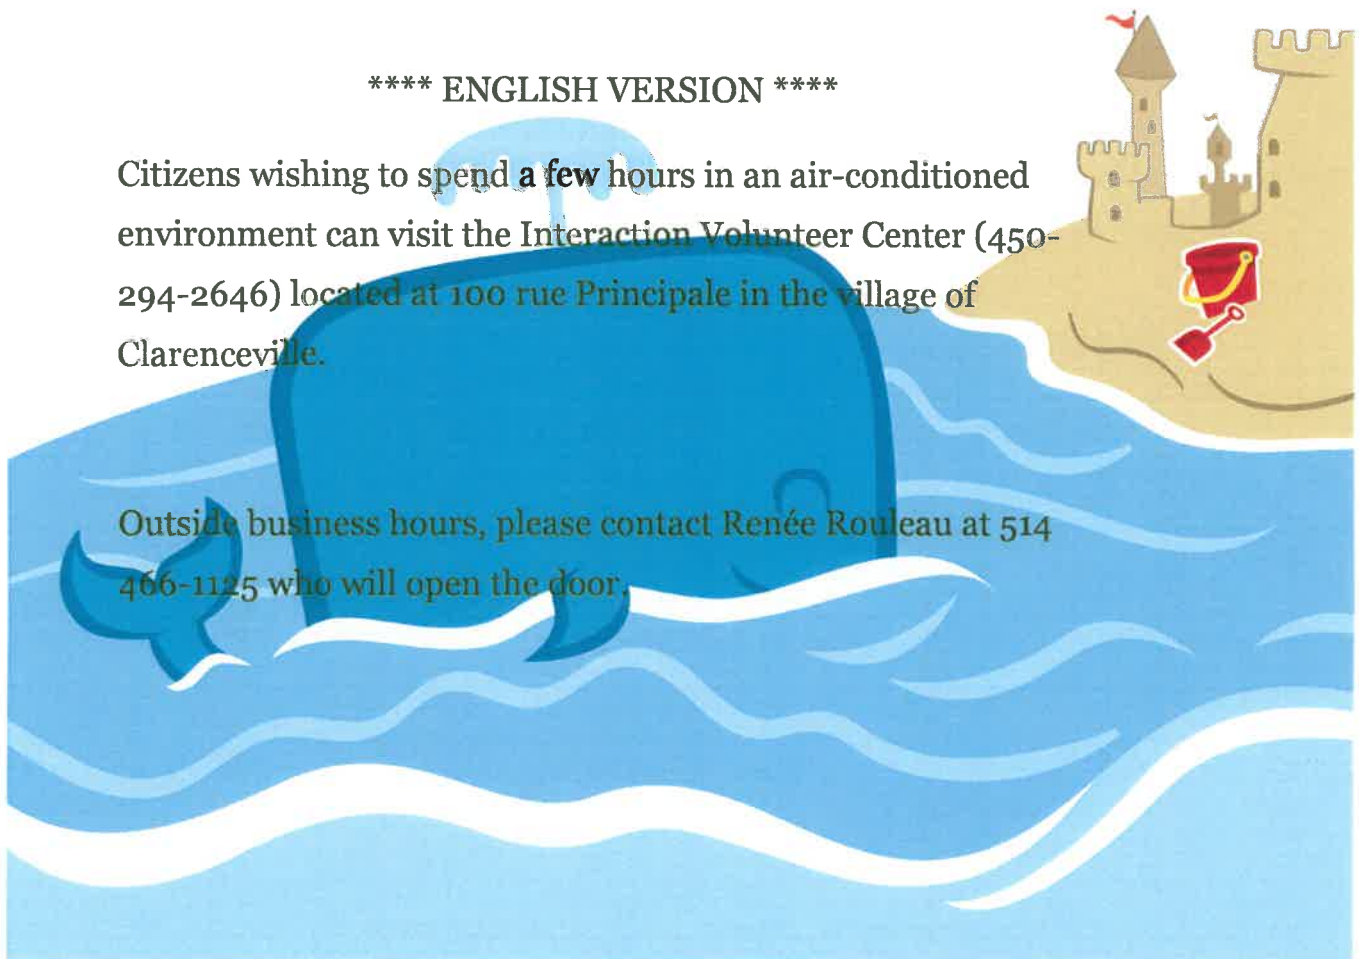 **** ENGLISH VERSION ****
Citizens wishing to spend a few hours in an air-conditioned
environment can visit the Interaction Volunteer Center (450-
294-2646) located at 100 rue Principale in the village of
Clarenceville.
Outside business hours, please contact Renée Rouleau at 514
466-1125 who will open the door.